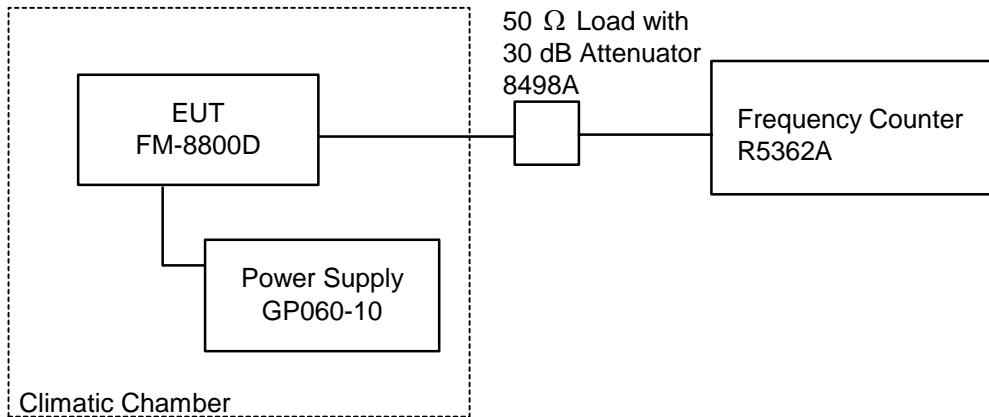 50 Ω Load with
30 dB Attenuator
8498A
EUT
FM-8800D
Frequency Counter
R5362A
Power Supply
GP060-10
Climatic Chamber